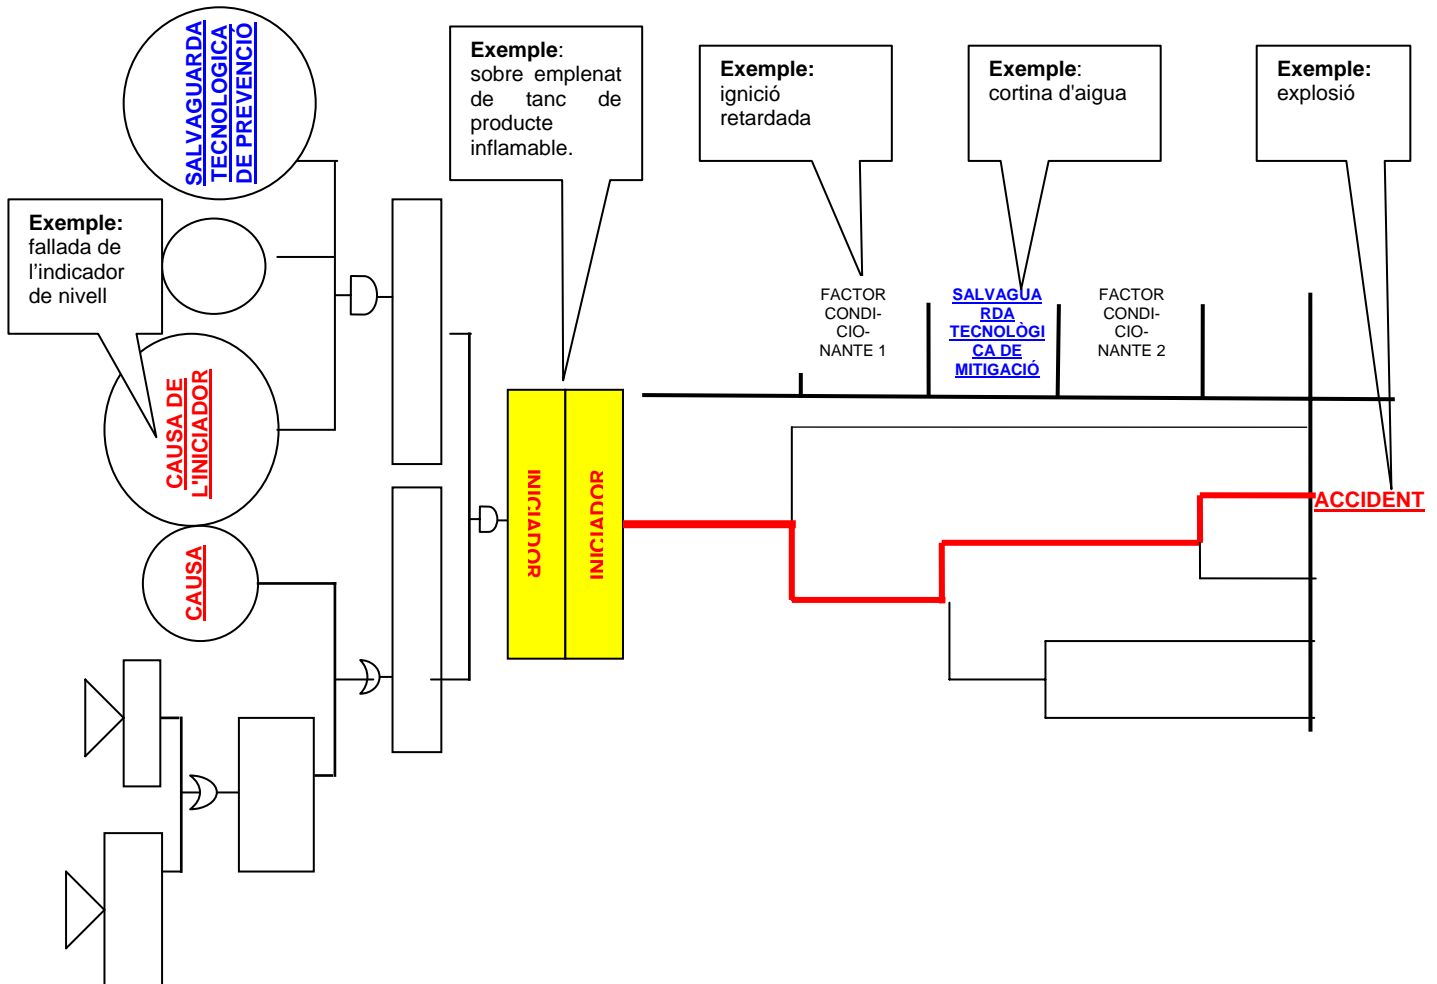 SALVAGUARDA
TECNOLOGICA
DE PREVENCIÓ
Exemple:
sobre emplenat
de tanc de
producte
inflamable.
Exemple:
ignició
retardada
Exemple:
cortina d'aigua
Exemple:
explosió
Exemple:
fallada de
l'indicador
de nivell
FACTOR
CONDI-
CIO-
NANTE 1
SALVAGUA
RDA
TECNOLÒGI
CA DE
MITIGACIÓ
FACTOR
CONDI-
CIO-
NANTE 2
CAUSA DE
L'INICIADOR
INICIADOR
INICIADOR
ACCIDENT
CAUSA